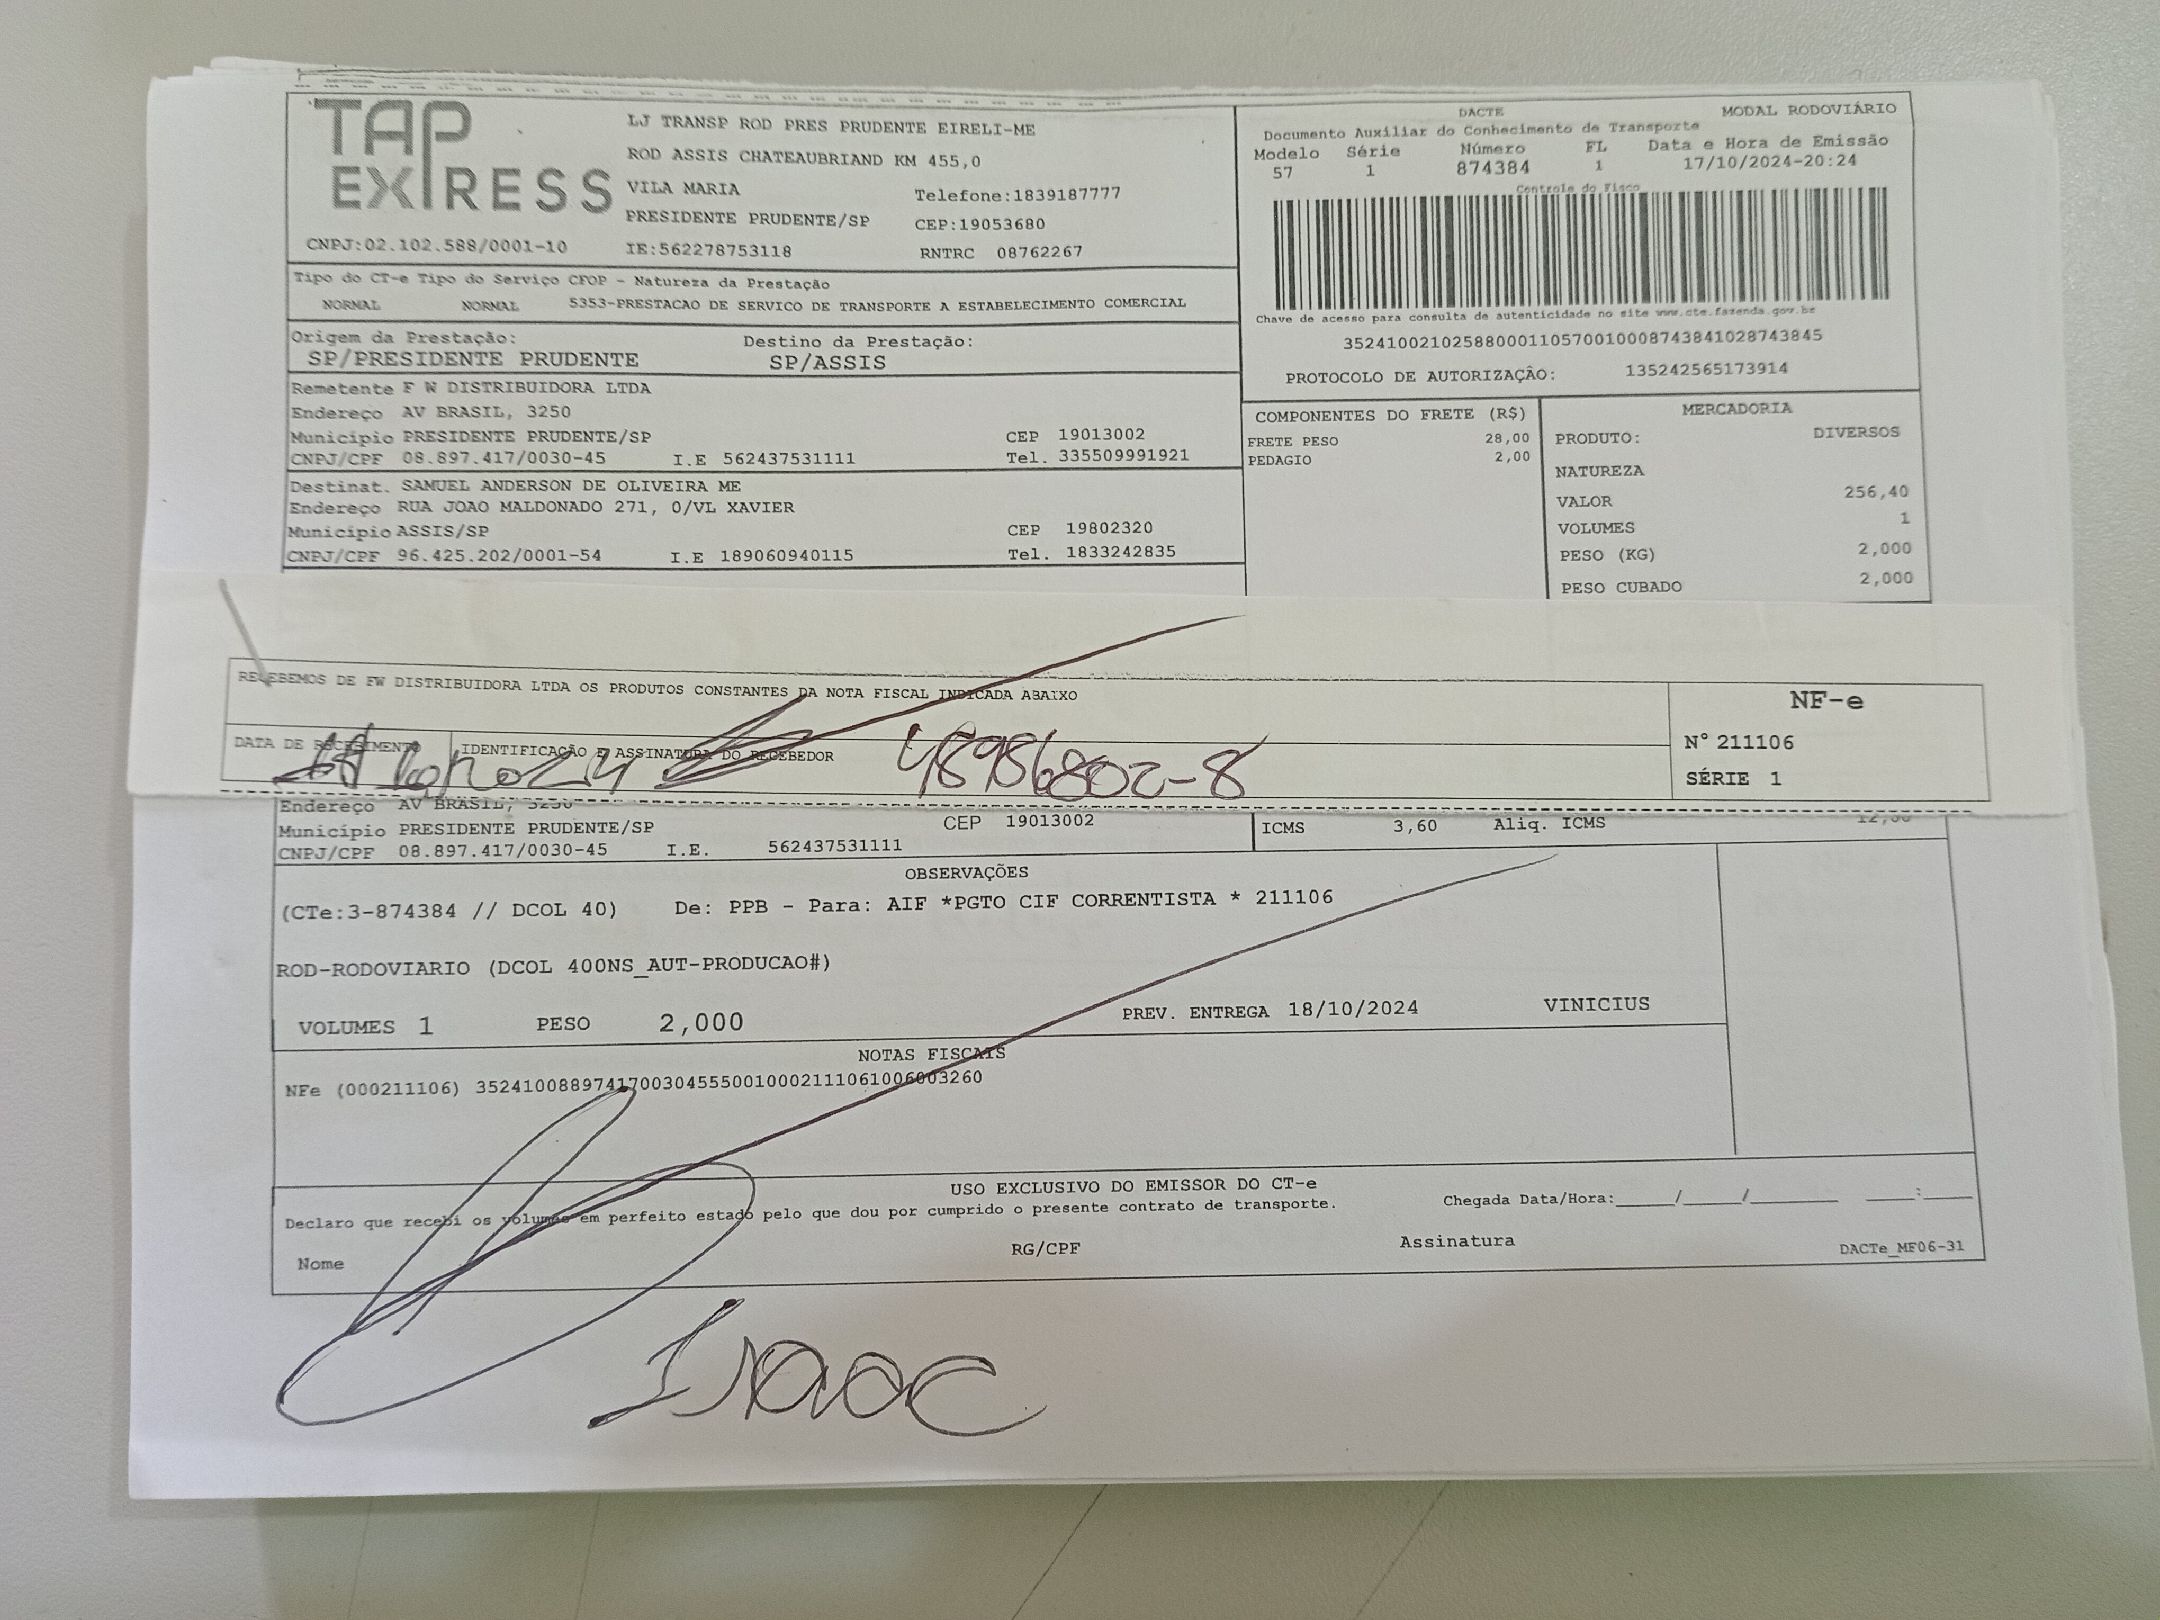 TAP
EXPRESS
CNPJ:02.102.588/0001-10
LJ TRANSP ROD PRES PRUDENTE EIRELI-ME
ROD ASSIS CHATEAUBRIAND KM 455,0
VILA MARIA Telefone:1839187777
PRESIDENTE PRUDENTE/SP CEP:19053680
IE:562278753118 RNTRC 08762267
DACTE MODAL RODOVIÁRIO
Documento Auxiliar do Conhecimento de Transporte
Modelo Série Número FL Data e Hora de Emissão
57 1 874384 1 17/10/2024-20:24
Controle do Fisco
Chave de acesso para consulta de autenticidade no site www.cte.fazenda.gov.br
35241002102588000110570010008743841028743845
PROTOCOLO DE AUTORIZAÇÃO: 135242565173914
Tipo do CT-e Tipo do Serviço CFOP - Natureza da Prestação
NORMAL NORMAL 5353-PRESTACAO DE SERVICO DE TRANSPORTE A ESTABELECIMENTO COMERCIAL
Origem da Prestação: Destino da Prestação:
SP/PRESIDENTE PRUDENTE SP/ASSIS
Remetente F W DISTRIBUIDORA LTDA
Endereço AV BRASIL, 3250
Município PRESIDENTE PRUDENTE/SP CEP 19013002
CNPJ/CPF 08.897.417/0030-45 I.E 562437531111 Tel. 335509991921
Destinat. SAMUEL ANDERSON DE OLIVEIRA ME
Endereço RUA JOAO MALDONADO 271, 0/VL XAVIER
Município ASSIS/SP CEP 19802320
CNPJ/CPF 96.425.202/0001-54 I.E 189060940115 Tel. 1833242835
COMPONENTES DO FRETE (R$)
FRETE PESO 28,00
PEDAGIO 2,00
MERCADORIA
PRODUTO: DIVERSOS
NATUREZA
VALOR 256,40
VOLUMES 1
PESO (KG) 2,000
PESO CUBADO 2,000
RECEBEMOS DE FW DISTRIBUIDORA LTDA OS PRODUTOS CONSTANTES DA NOTA FISCAL INDICADA ABAIXO
DATA DE RECEBIMENTO IDENTIFICAÇÃO E ASSINATURA DO RECEBEDOR
48986802-8
NF-e
N° 211106
SÉRIE 1
Endereço AV BRASIL, 3250
Município PRESIDENTE PRUDENTE/SP CEP 19013002
CNPJ/CPF 08.897.417/0030-45 I.E. 562437531111
ICMS 3,60 Aliq. ICMS 12,00
OBSERVAÇÕES
(CTe:3-874384 // DCOL 40) De: PPB - Para: AIF *PGTO CIF CORRENTISTA * 211106
ROD-RODOVIARIO (DCOL 400NS_AUT-PRODUCAO#)
VOLUMES 1 PESO 2,000 PREV. ENTREGA 18/10/2024 VINICIUS
NOTAS FISCAIS
NFe (000211106) 35241008897417003045550010002111061006003260
USO EXCLUSIVO DO EMISSOR DO CT-e
Declaro que recebi os volumes em perfeito estado pelo que dou por cumprido o presente contrato de transporte. Chegada Data/Hora:_____/_____/________ ____:____
Nome RG/CPF Assinatura DACTe_MF06-31
Isaac